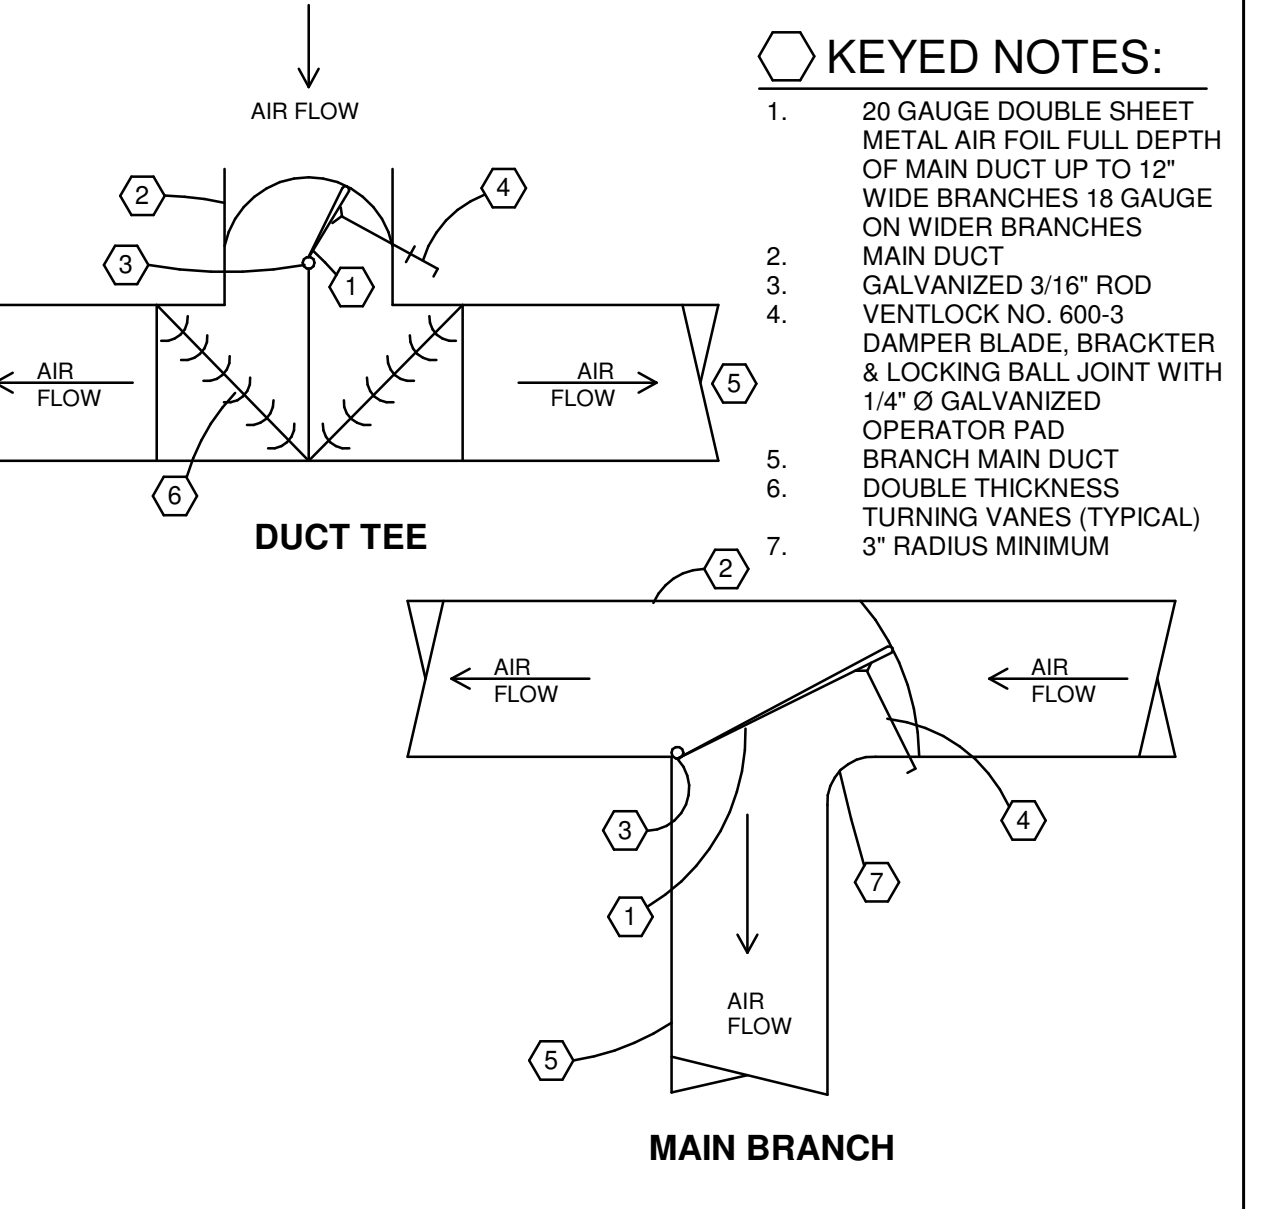 AIR FLOW
2
4
3
1
AIR
FLOW
AIR
FLOW
5
6
DUCT TEE
KEYED NOTES:
1. 20 GAUGE DOUBLE SHEET
METAL AIR FOIL FULL DEPTH
OF MAIN DUCT UP TO 12"
WIDE BRANCHES 18 GAUGE
ON WIDER BRANCHES
2. MAIN DUCT
3. GALVANIZED 3/16" ROD
4. VENTLOCK NO. 600-3
DAMPER BLADE, BRACKTER
& LOCKING BALL JOINT WITH
1/4" Ø GALVANIZED
OPERATOR PAD
5. BRANCH MAIN DUCT
6. DOUBLE THICKNESS
TURNING VANES (TYPICAL)
7. 3" RADIUS MINIMUM
2
AIR
FLOW
AIR
FLOW
3
4
7
1
AIR
FLOW
5
MAIN BRANCH